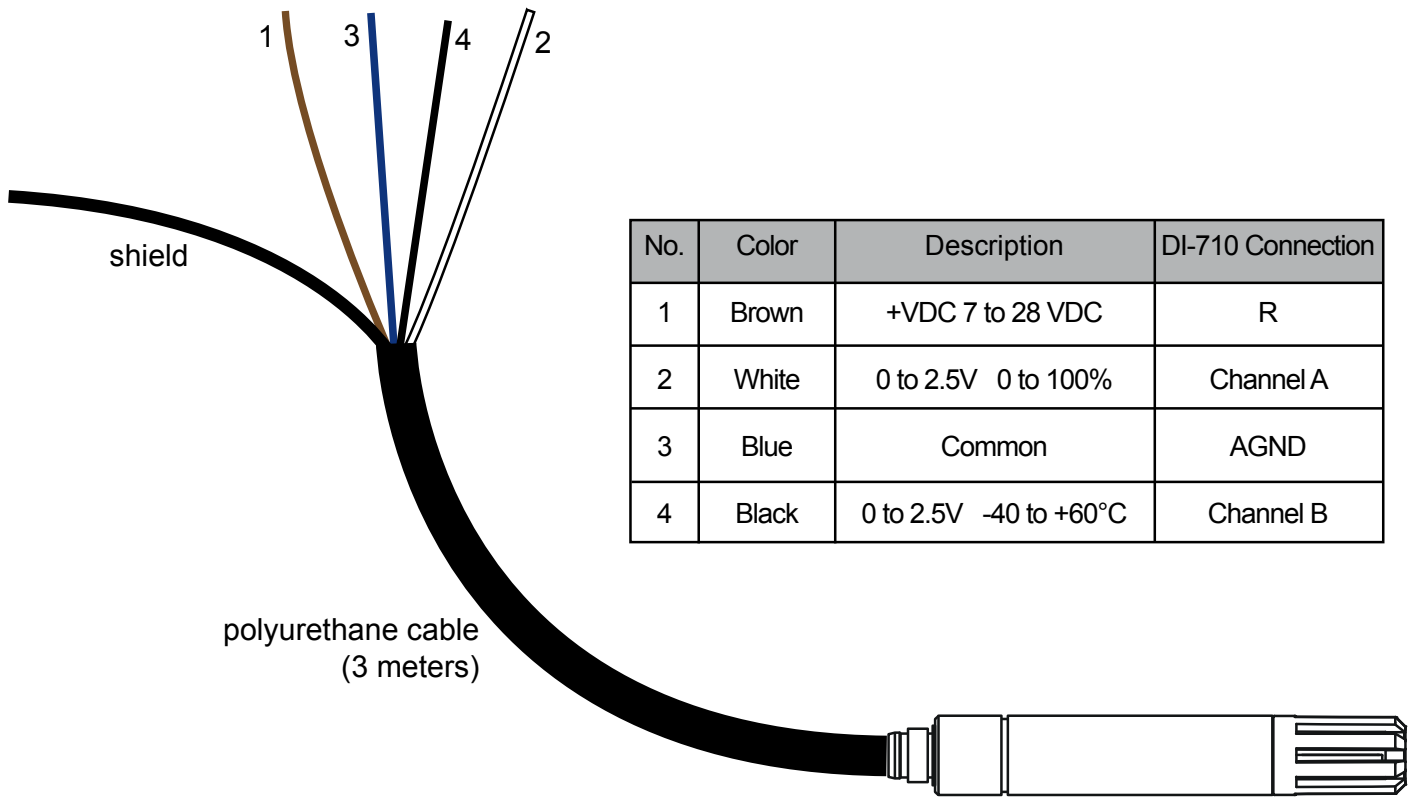 1
3
4
2
shield
No. Color Description DI-710 Connection
1 Brown +VDC 7 to 28 VDC R
2 White 0 to 2.5V 0 to 100% Channel A
3 Blue Common AGND
4 Black 0 to 2.5V -40 to +60°C Channel B
polyurethane cable
(3 meters)